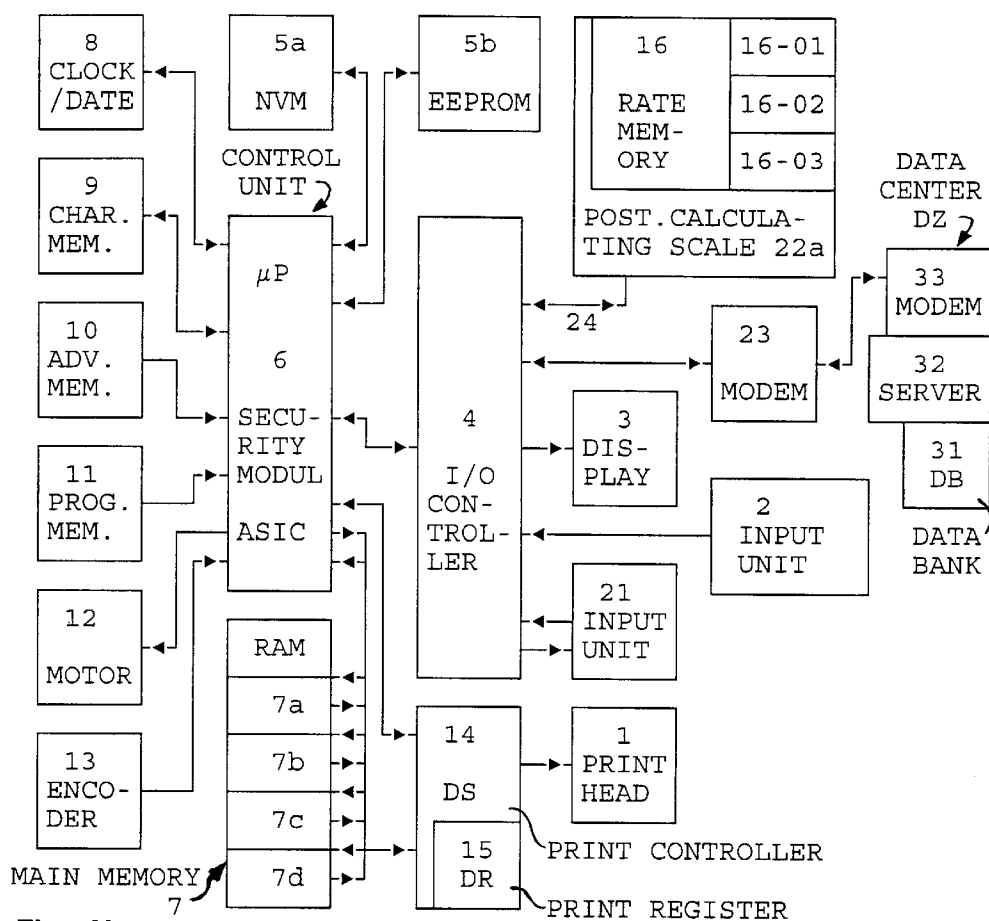 8
CLOCK
/DATE
5a
NVM
5b
EEPROM
16
RATE
MEM-
ORY
16-01
16-02
16-03
POST.CALCULA-
TING SCALE 22a
CONTROL
UNIT
9
CHAR.
MEM.
DATA
CENTER
DZ
µP
6
SECU-
RITY
MODUL
ASIC
24
33
MODEM
10
ADV.
MEM.
23
MODEM
32
SERVER
4
I/O
CON-
TROL-
LER
3
DIS-
PLAY
31
DB
11
PROG.
MEM.
2
INPUT
UNIT
DATA
BANK
12
MOTOR
21
INPUT
UNIT
RAM
7a
7b
7c
7d
13
ENCO-
DER
14
DS
15
DR
1
PRINT
HEAD
PRINT CONTROLLER
MAIN MEMORY
7
PRINT REGISTER